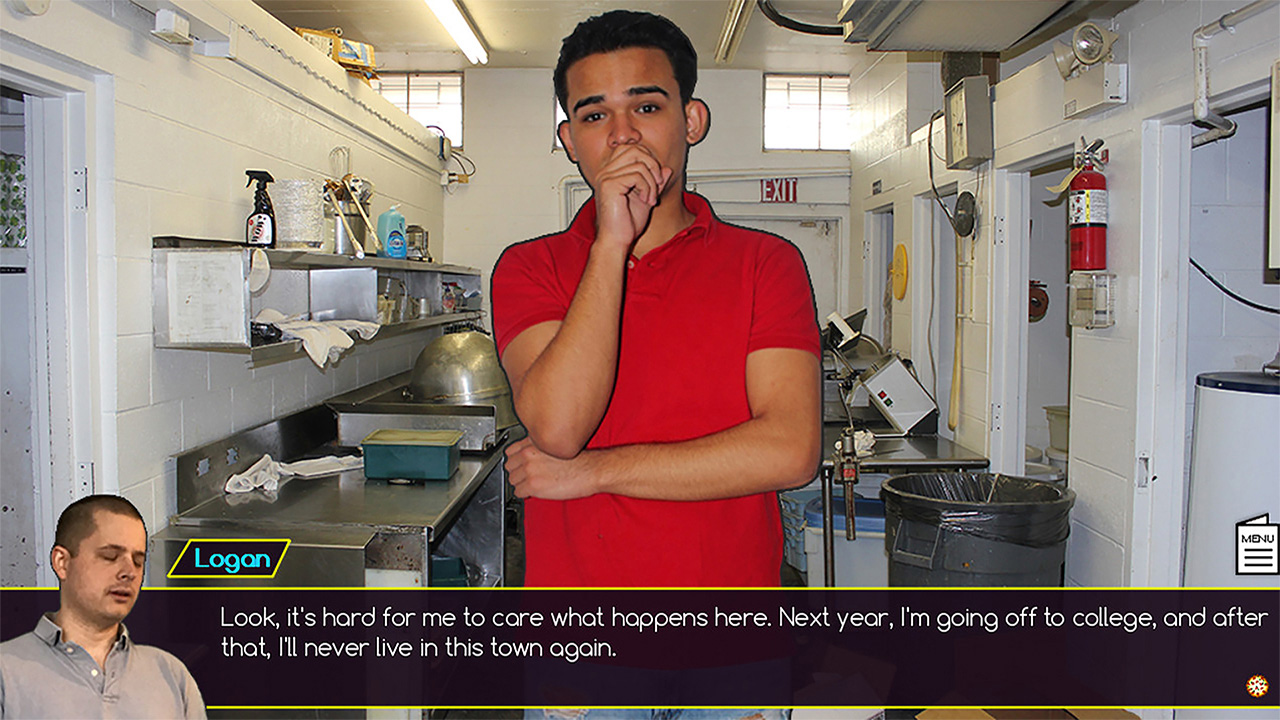 EXIT
MENU
Logan
Look, it's hard for me to care what happens here. Next year, I'm going off to college, and after
that, I'll never live in this town again.